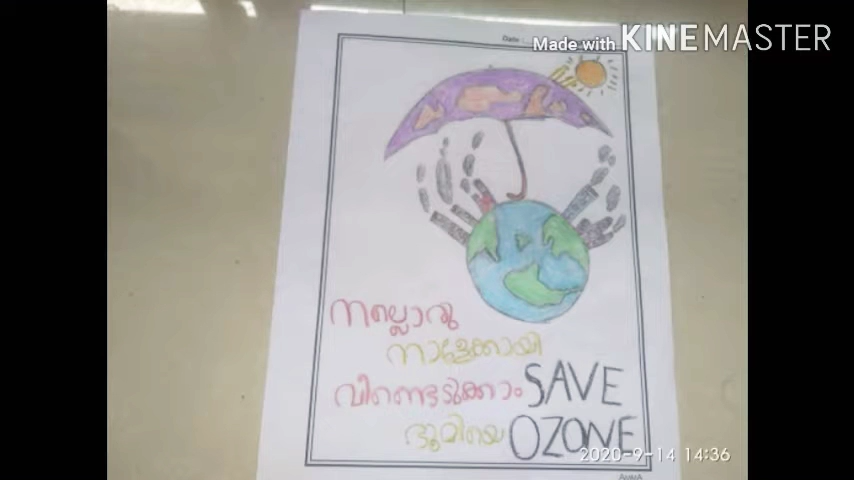 Date :
Made with KINEMASTER
നല്ലൊരു
നാളേക്കായി
വീണ്ടെടുക്കാം SAVE
ഭൂമിയെ OZONE
2020-9-14 14:36